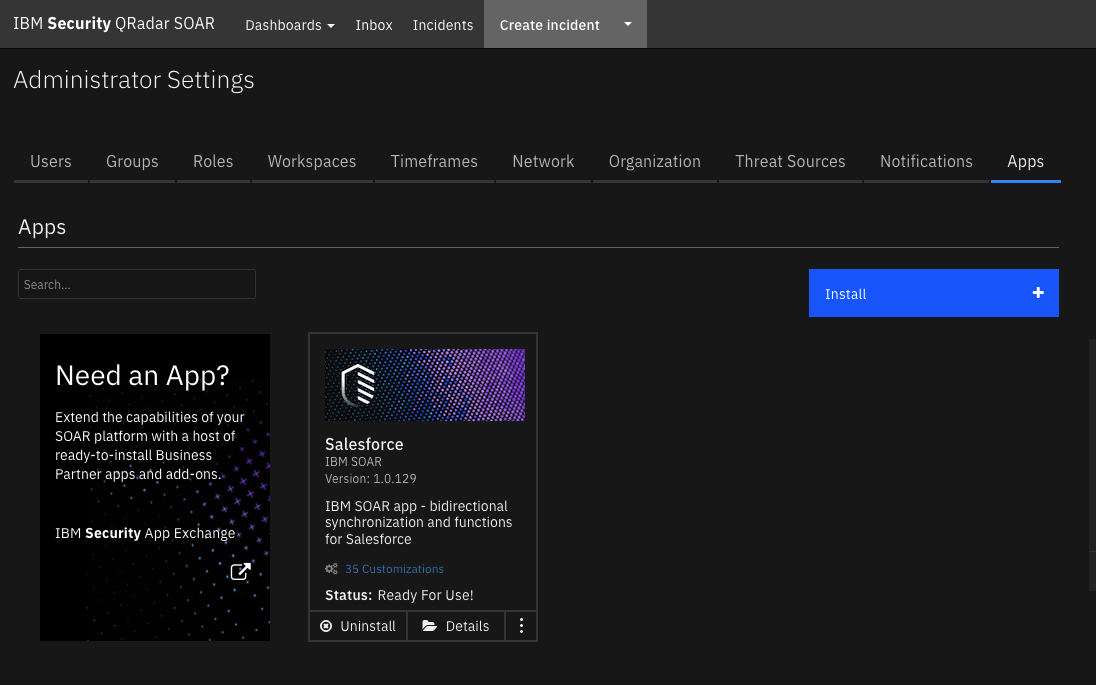 IBM Security QRadar SOAR Dashboards Inbox Incidents Create incident
Administrator Settings
Users Groups Roles Workspaces Timeframes Network Organization Threat Sources Notifications Apps
Apps
Search...
Install
Need an App?
Extend the capabilities of your
SOAR platform with a host of
ready-to-install Business
Partner apps and add-ons.
IBM Security App Exchange
Salesforce
IBM SOAR
Version: 1.0.129
IBM SOAR app - bidirectional
synchronization and functions
for Salesforce
35 Customizations
Status: Ready For Use!
Uninstall Details